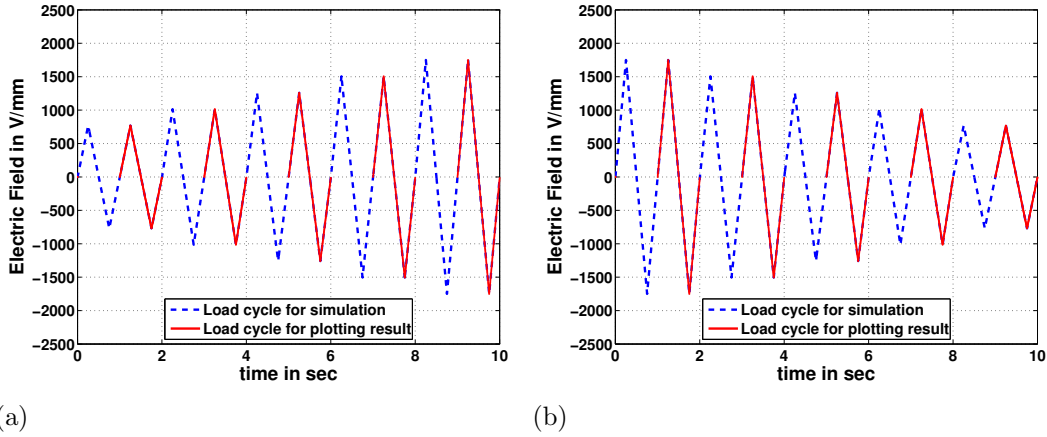 2500
2000
1500
1000
500
0
−500
−1000
−1500
−2000
−2500
Electric Field in V/mm
Load cycle for simulation
Load cycle for plotting result
0 2 4 6 8 10
time in sec
(a)
2500
2000
1500
1000
500
0
−500
−1000
−1500
−2000
−2500
Electric Field in V/mm
Load cycle for simulation
Load cycle for plotting result
0 2 4 6 8 10
time in sec
(b)